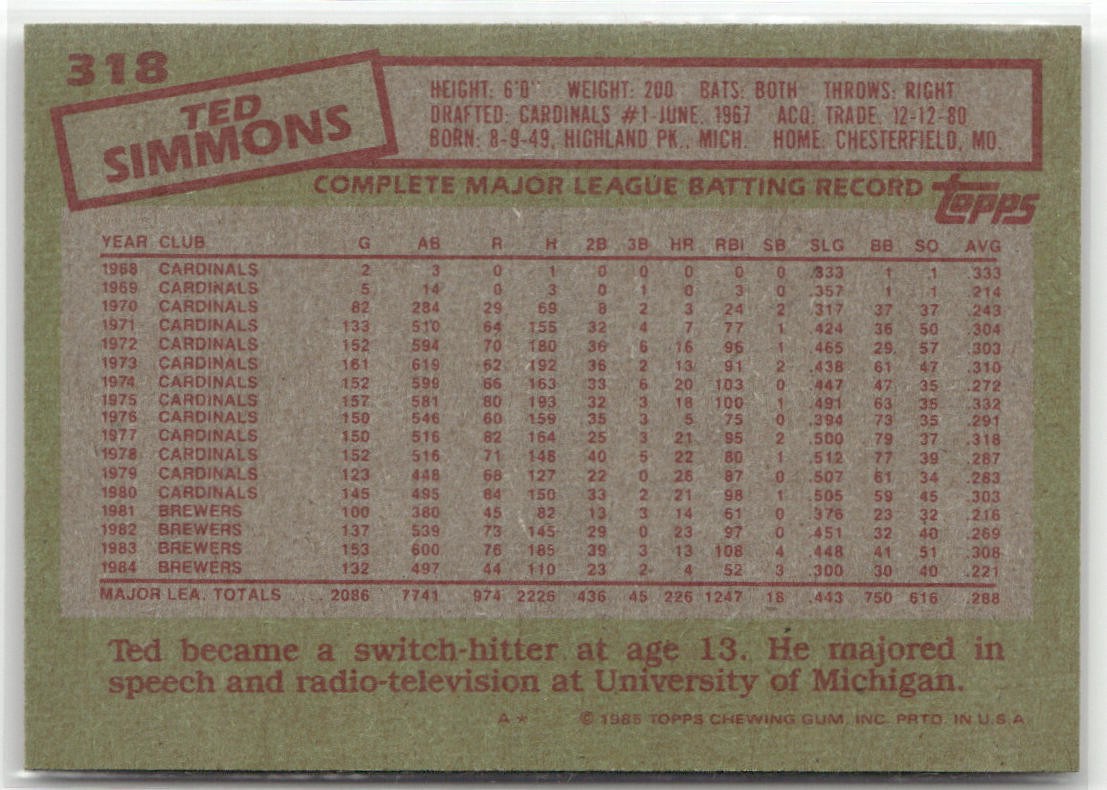 318
TED
SIMMONS
HEIGHT: 6'0" WEIGHT: 200 BATS: BOTH THROWS: RIGHT
DRAFTED: CARDINALS #1-JUNE, 1967 ACQ: TRADE, 12-12-80
BORN: 8-9-49, HIGHLAND PK., MICH. HOME: CHESTERFIELD, MO.
COMPLETE MAJOR LEAGUE BATTING RECORD topps
YEAR CLUB G AB R H 2B 3B HR RBI SB SLG BB SO AVG
1968 CARDINALS 2 3 0 1 0 0 0 0 0 .333 1 1 .333
1969 CARDINALS 5 14 0 3 0 1 0 3 0 .357 1 1 .214
1970 CARDINALS 82 284 29 69 8 2 3 24 2 .317 37 37 .243
1971 CARDINALS 133 510 64 155 32 4 7 77 1 .424 36 50 .304
1972 CARDINALS 152 594 70 180 36 6 16 96 1 .465 29 57 .303
1973 CARDINALS 161 619 62 192 36 2 13 91 2 .438 61 47 .310
1974 CARDINALS 152 599 66 163 33 6 20 103 0 .447 47 35 .272
1975 CARDINALS 157 581 80 193 32 3 18 100 1 .491 63 35 .332
1976 CARDINALS 150 546 60 159 35 3 5 75 0 .394 73 35 .291
1977 CARDINALS 150 516 82 164 25 3 21 95 2 .500 79 37 .318
1978 CARDINALS 152 516 71 148 40 5 22 80 1 .512 77 39 .287
1979 CARDINALS 123 448 68 127 22 0 26 87 0 .507 61 34 .283
1980 CARDINALS 145 495 84 150 33 2 21 98 1 .505 59 45 .303
1981 BREWERS 100 380 45 82 13 3 14 61 0 .376 23 32 .216
1982 BREWERS 137 539 73 145 29 0 23 97 0 .451 32 40 .269
1983 BREWERS 153 600 76 185 39 3 13 108 4 .448 41 51 .308
1984 BREWERS 132 497 44 110 23 2 4 52 3 .300 30 40 .221
MAJOR LEA. TOTALS 2086 7741 974 2226 436 45 226 1247 18 .443 750 616 .288
Ted became a switch-hitter at age 13. He majored in
speech and radio-television at University of Michigan.
A* © 1985 TOPPS CHEWING GUM, INC. PRTD. IN U.S.A.